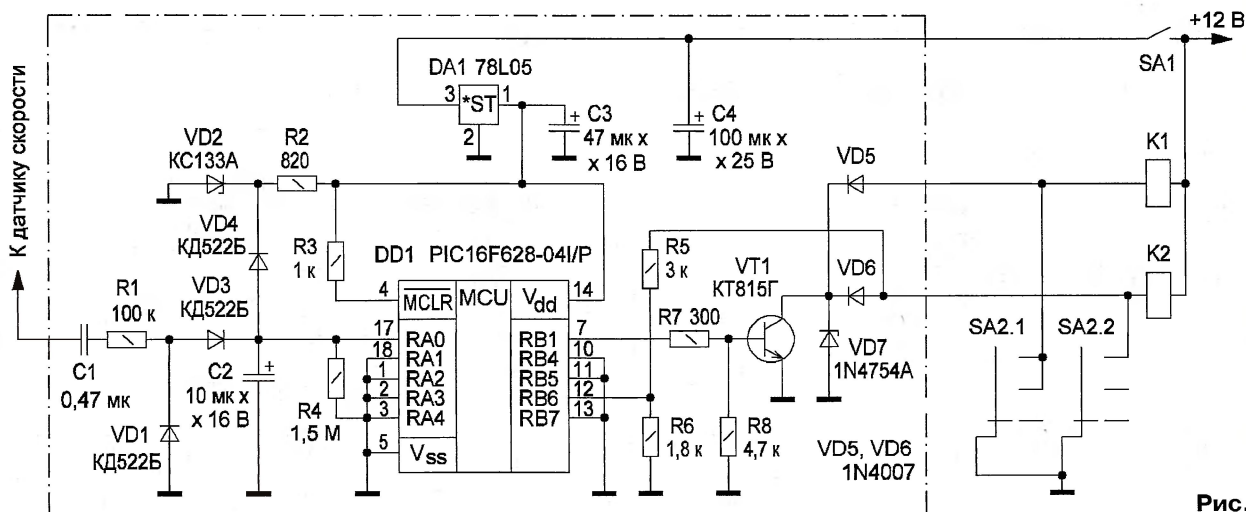 +12 В
SA1
DA1 78L05
3
*ST
1
2
C3
47 мк х
х 16 В
C4
100 мк х
х 25 В
VD2
КС133А
R2
820
VD5
K1
К датчику скорости
VD4
КД522Б
R3
1 к
DD1 PIC16F628-04I/P
R5
3 к
VT1
КТ815Г
VD6
K2
R1
100 к
VD3
КД522Б
4
MCLR
MCU
Vdd
14
17
RA0
18
RA1
1
RA2
2
RA3
3
RA4
5
Vss
RB1
7
RB4
10
RB5
11
RB6
12
RB7
13
R7 300
VD7
1N4754A
SA2.1
SA2.2
C1
0,47 мк
C2
10 мк х
х 16 В
VD1
КД522Б
R4
1,5 М
R6
1,8 к
R8
4,7 к
VD5, VD6
1N4007
Рис.